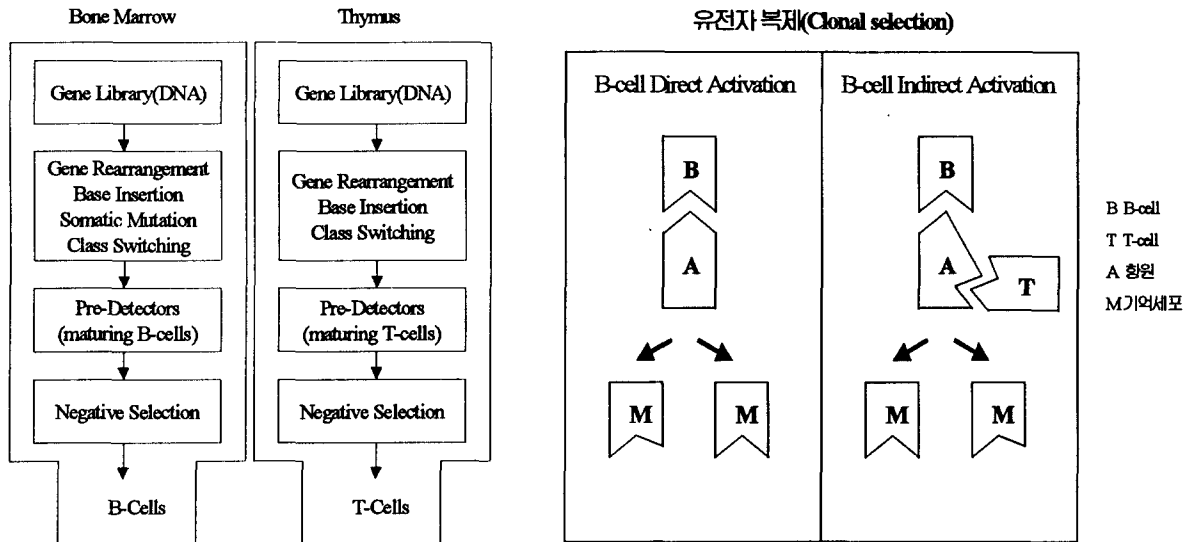 Bone Marrow
Gene Library(DNA)
Gene Rearrangement
Base Insertion
Somatic Mutation
Class Switching
Pre-Detectors
(maturing B-cells)
Negative Selection
B-Cells
Thymus
Gene Library(DNA)
Gene Rearrangement
Base Insertion
Class Switching
Pre-Detectors
(maturing T-cells)
Negative Selection
T-Cells
유전자 복제(Clonal selection)
B-cell Direct Activation
B
A
M
M
B-cell Indirect Activation
B
A
T
M
M
B B-cell
T T-cell
A 항원
M기억세포